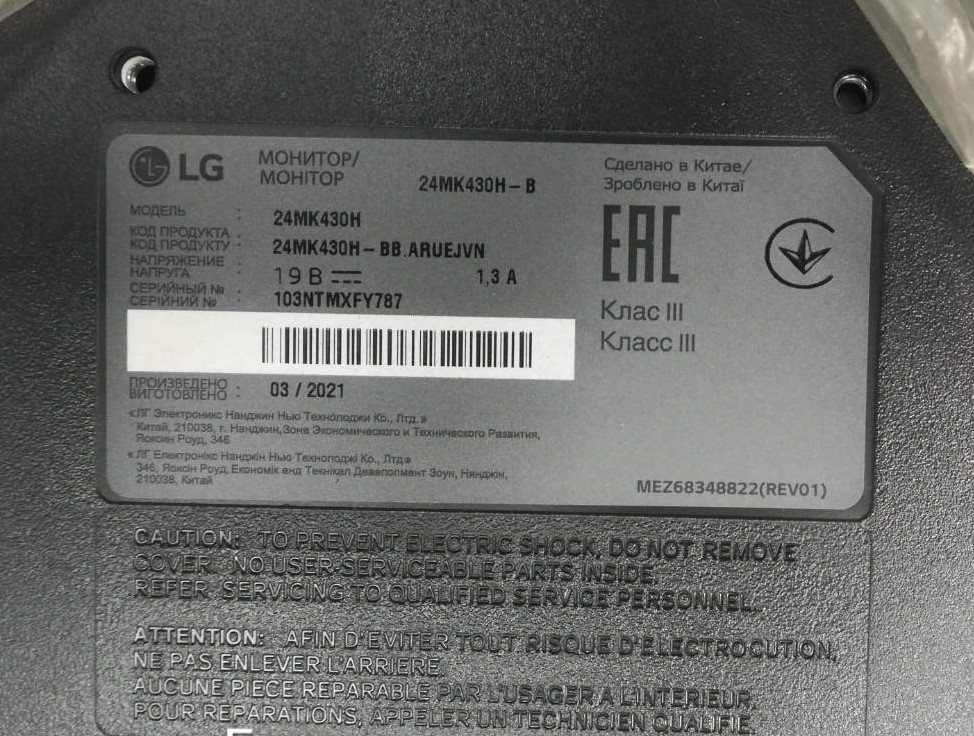 LG
МОНИТОР/
МОНІТОР
24MK430H-B
Сделано в Китае/
Зроблено в Китаї
МОДЕЛЬ : 24MK430H
КОД ПРОДУКТА :
КОД ПРОДУКТУ : 24MK430H-BB.ARUEJVN
НАПРЯЖЕНИЕ :
НАПРУГА : 19 В 1,3 А
СЕРИЙНЫЙ № :
СЕРІЙНИЙ № : 103NTMXFY787
EAC
Клас III
Класс III
ПРОИЗВЕДЕНО
ВИГОТОВЛЕНО : 03 / 2021
«ЛГ Электроникс Нанджин Нью Технолоджи Ко., Лтд.»
Китай, 210038, г. Нанджин, Зона Экономического и Технического Развития,
Яоксин Роуд, 346
«ЛГ Електронікс Нанджін Нью Технолоджі Ко., Лтд.»
346, Яоксін Роуд, Економік енд Текнікал Девелопмент Зоун, Нянджін,
210038, Китай
MEZ68348822(REV01)
CAUTION: TO PREVENT ELECTRIC SHOCK, DO NOT REMOVE
COVER. NO USER-SERVICEABLE PARTS INSIDE.
REFER SERVICING TO QUALIFIED SERVICE PERSONNEL.
ATTENTION: AFIN D'EVITER TOUT RISQUE D'ELECTROCUTION,
NE PAS ENLEVER L'ARRIERE.
AUCUNE PIECE REPARABLE PAR L'USAGER A L'INTERIEUR.
POUR REPARATIONS, APPELER UN TECHNICIEN QUALIFIE.